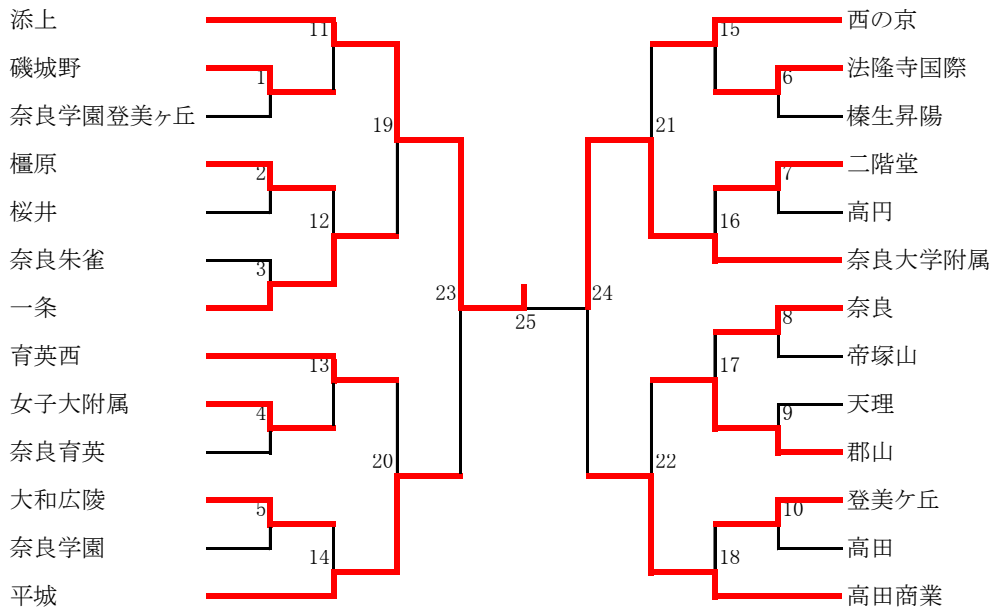 添上
磯城野
奈良学園登美ヶ丘
橿原
桜井
奈良朱雀
一条
育英西
女子大附属
奈良育英
大和広陵
奈良学園
平城
11
1
19
2
12
3
23
13
4
20
5
14
25
24
15
6
21
7
16
8
17
9
22
10
18
西の京
法隆寺国際
榛生昇陽
二階堂
高円
奈良大学附属
奈良
帝塚山
天理
郡山
登美ケ丘
高田
高田商業